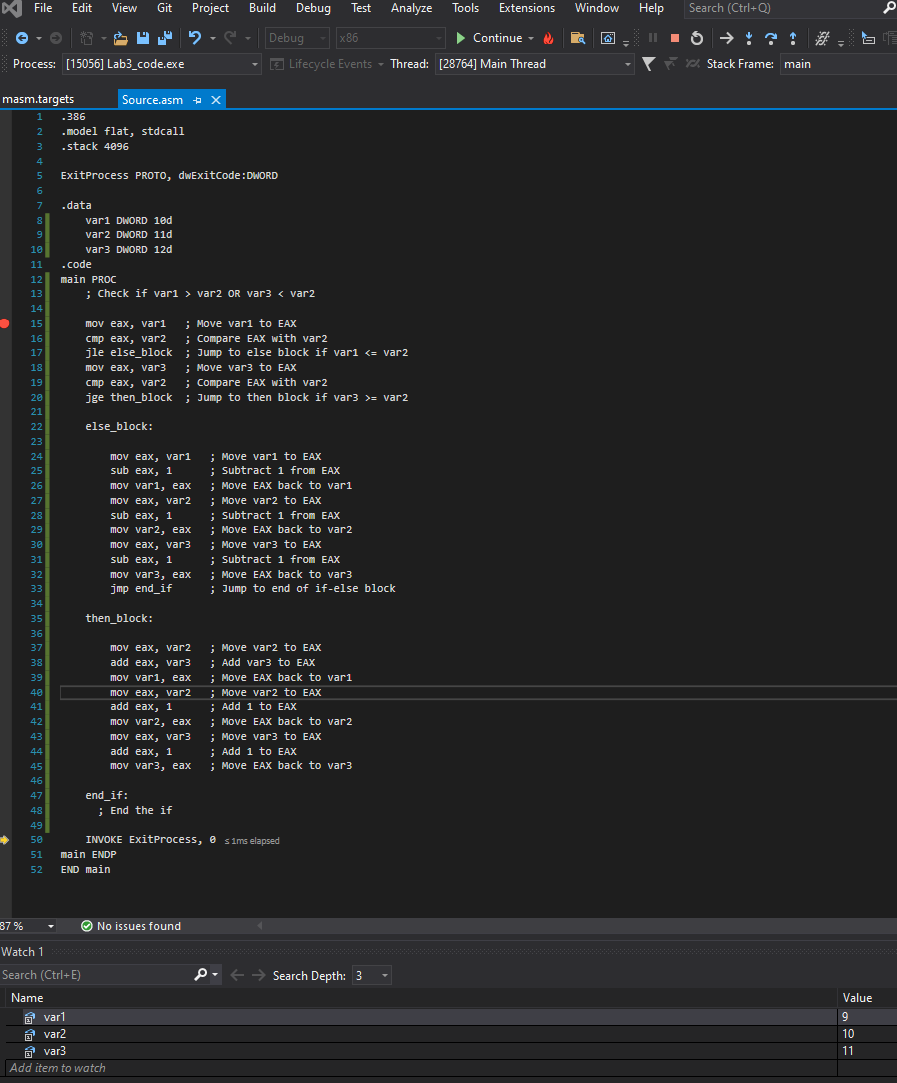 File Edit View Git Project Build Debug Test Analyze Tools Extensions Window Help Search (Ctrl+Q)
Debug x86 Continue
Process: [15056] Lab3_code.exe Lifecycle Events Thread: [28764] Main Thread Stack Frame: main
masm.targets Source.asm
1 .386
2 .model flat, stdcall
3 .stack 4096
4
5 ExitProcess PROTO, dwExitCode:DWORD
6
7 .data
8 var1 DWORD 10d
9 var2 DWORD 11d
10 var3 DWORD 12d
11 .code
12 main PROC
13 ; Check if var1 > var2 OR var3 < var2
14
15 mov eax, var1 ; Move var1 to EAX
16 cmp eax, var2 ; Compare EAX with var2
17 jle else_block ; Jump to else block if var1 <= var2
18 mov eax, var3 ; Move var3 to EAX
19 cmp eax, var2 ; Compare EAX with var2
20 jge then_block ; Jump to then block if var3 >= var2
21
22 else_block:
23
24 mov eax, var1 ; Move var1 to EAX
25 sub eax, 1 ; Subtract 1 from EAX
26 mov var1, eax ; Move EAX back to var1
27 mov eax, var2 ; Move var2 to EAX
28 sub eax, 1 ; Subtract 1 from EAX
29 mov var2, eax ; Move EAX back to var2
30 mov eax, var3 ; Move var3 to EAX
31 sub eax, 1 ; Subtract 1 from EAX
32 mov var3, eax ; Move EAX back to var3
33 jmp end_if ; Jump to end of if-else block
34
35 then_block:
36
37 mov eax, var2 ; Move var2 to EAX
38 add eax, var3 ; Add var3 to EAX
39 mov var1, eax ; Move EAX back to var1
40 mov eax, var2 ; Move var2 to EAX
41 add eax, 1 ; Add 1 to EAX
42 mov var2, eax ; Move EAX back to var2
43 mov eax, var3 ; Move var3 to EAX
44 add eax, 1 ; Add 1 to EAX
45 mov var3, eax ; Move EAX back to var3
46
47 end_if:
48 ; End the if
49
50 INVOKE ExitProcess, 0 ≤ 1ms elapsed
51 main ENDP
52 END main
87 % No issues found
Watch 1
Search (Ctrl+E) Search Depth: 3
Name Value
var1 9
var2 10
var3 11
Add item to watch